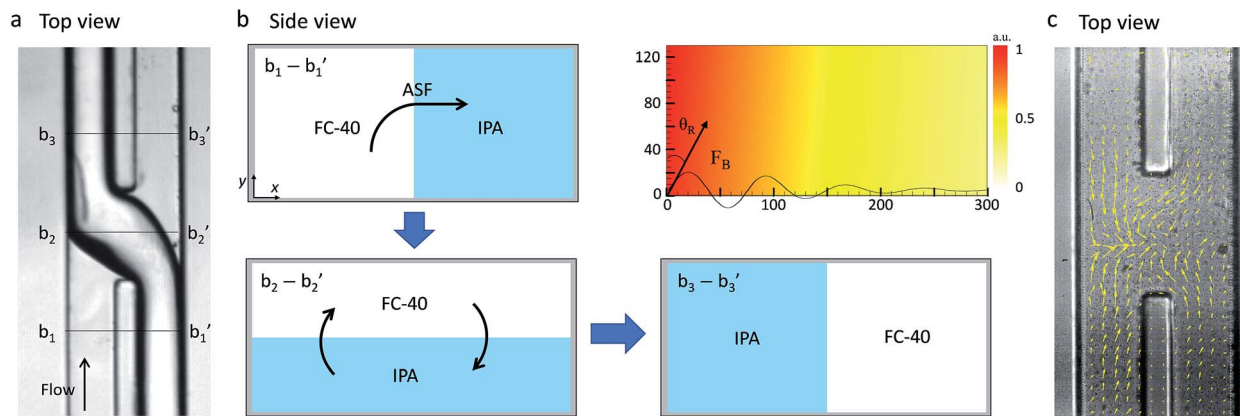 a Top view
b₃ b₃′
b₂ b₂′
b₁ b₁′
Flow
b Side view
b₁ – b₁′
ASF
FC-40
IPA
y
x
b₂ – b₂′
FC-40
IPA
a.u.
1
0.5
0
120
80
40
0
θR
FB
0 100 200 300
b₃ – b₃′
IPA
FC-40
c Top view